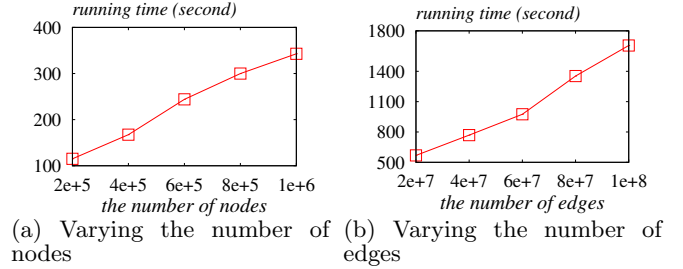 running time (second)
400
300
200
100
2e+5 4e+5 6e+5 8e+5 1e+6
the number of nodes
(a) Varying the number of
nodes
running time (second)
1800
1400
1100
800
500
2e+7 4e+7 6e+7 8e+7 1e+8
the number of edges
(b) Varying the number of
edges